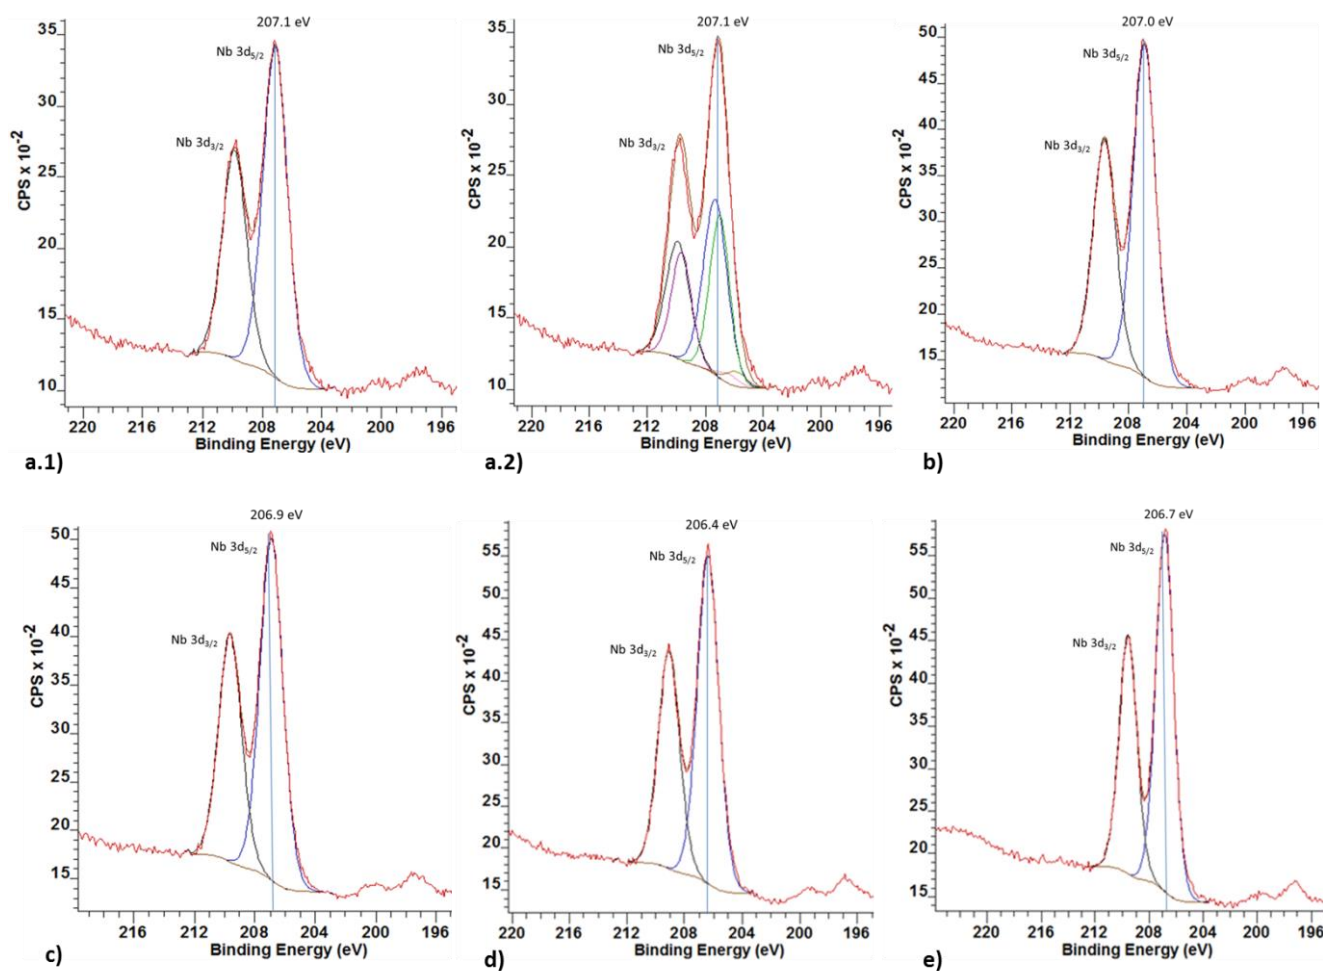 207.1 eV
Nb 3d5/2
Nb 3d3/2
CPS x 10-2
35
30
25
20
15
10
220 216 212 208 204 200 196
Binding Energy (eV)
a.1)
207.1 eV
Nb 3d5/2
Nb 3d3/2
CPS x 10-2
35
30
25
20
15
10
220 216 212 208 204 200 196
Binding Energy (eV)
a.2)
207.0 eV
Nb 3d5/2
Nb 3d3/2
CPS x 10-2
50
45
40
35
30
25
20
15
220 216 212 208 204 200 196
Binding Energy (eV)
b)
206.9 eV
Nb 3d5/2
Nb 3d3/2
CPS x 10-2
50
45
40
35
30
25
20
15
216 212 208 204 200 196
Binding Energy (eV)
c)
206.4 eV
Nb 3d5/2
Nb 3d3/2
CPS x 10-2
55
50
45
40
35
30
25
20
15
220 216 212 208 204 200 196
Binding Energy (eV)
d)
206.7 eV
Nb 3d5/2
Nb 3d3/2
CPS x 10-2
55
50
45
40
35
30
25
20
15
220 216 212 208 204 200 196
Binding Energy (eV)
e)